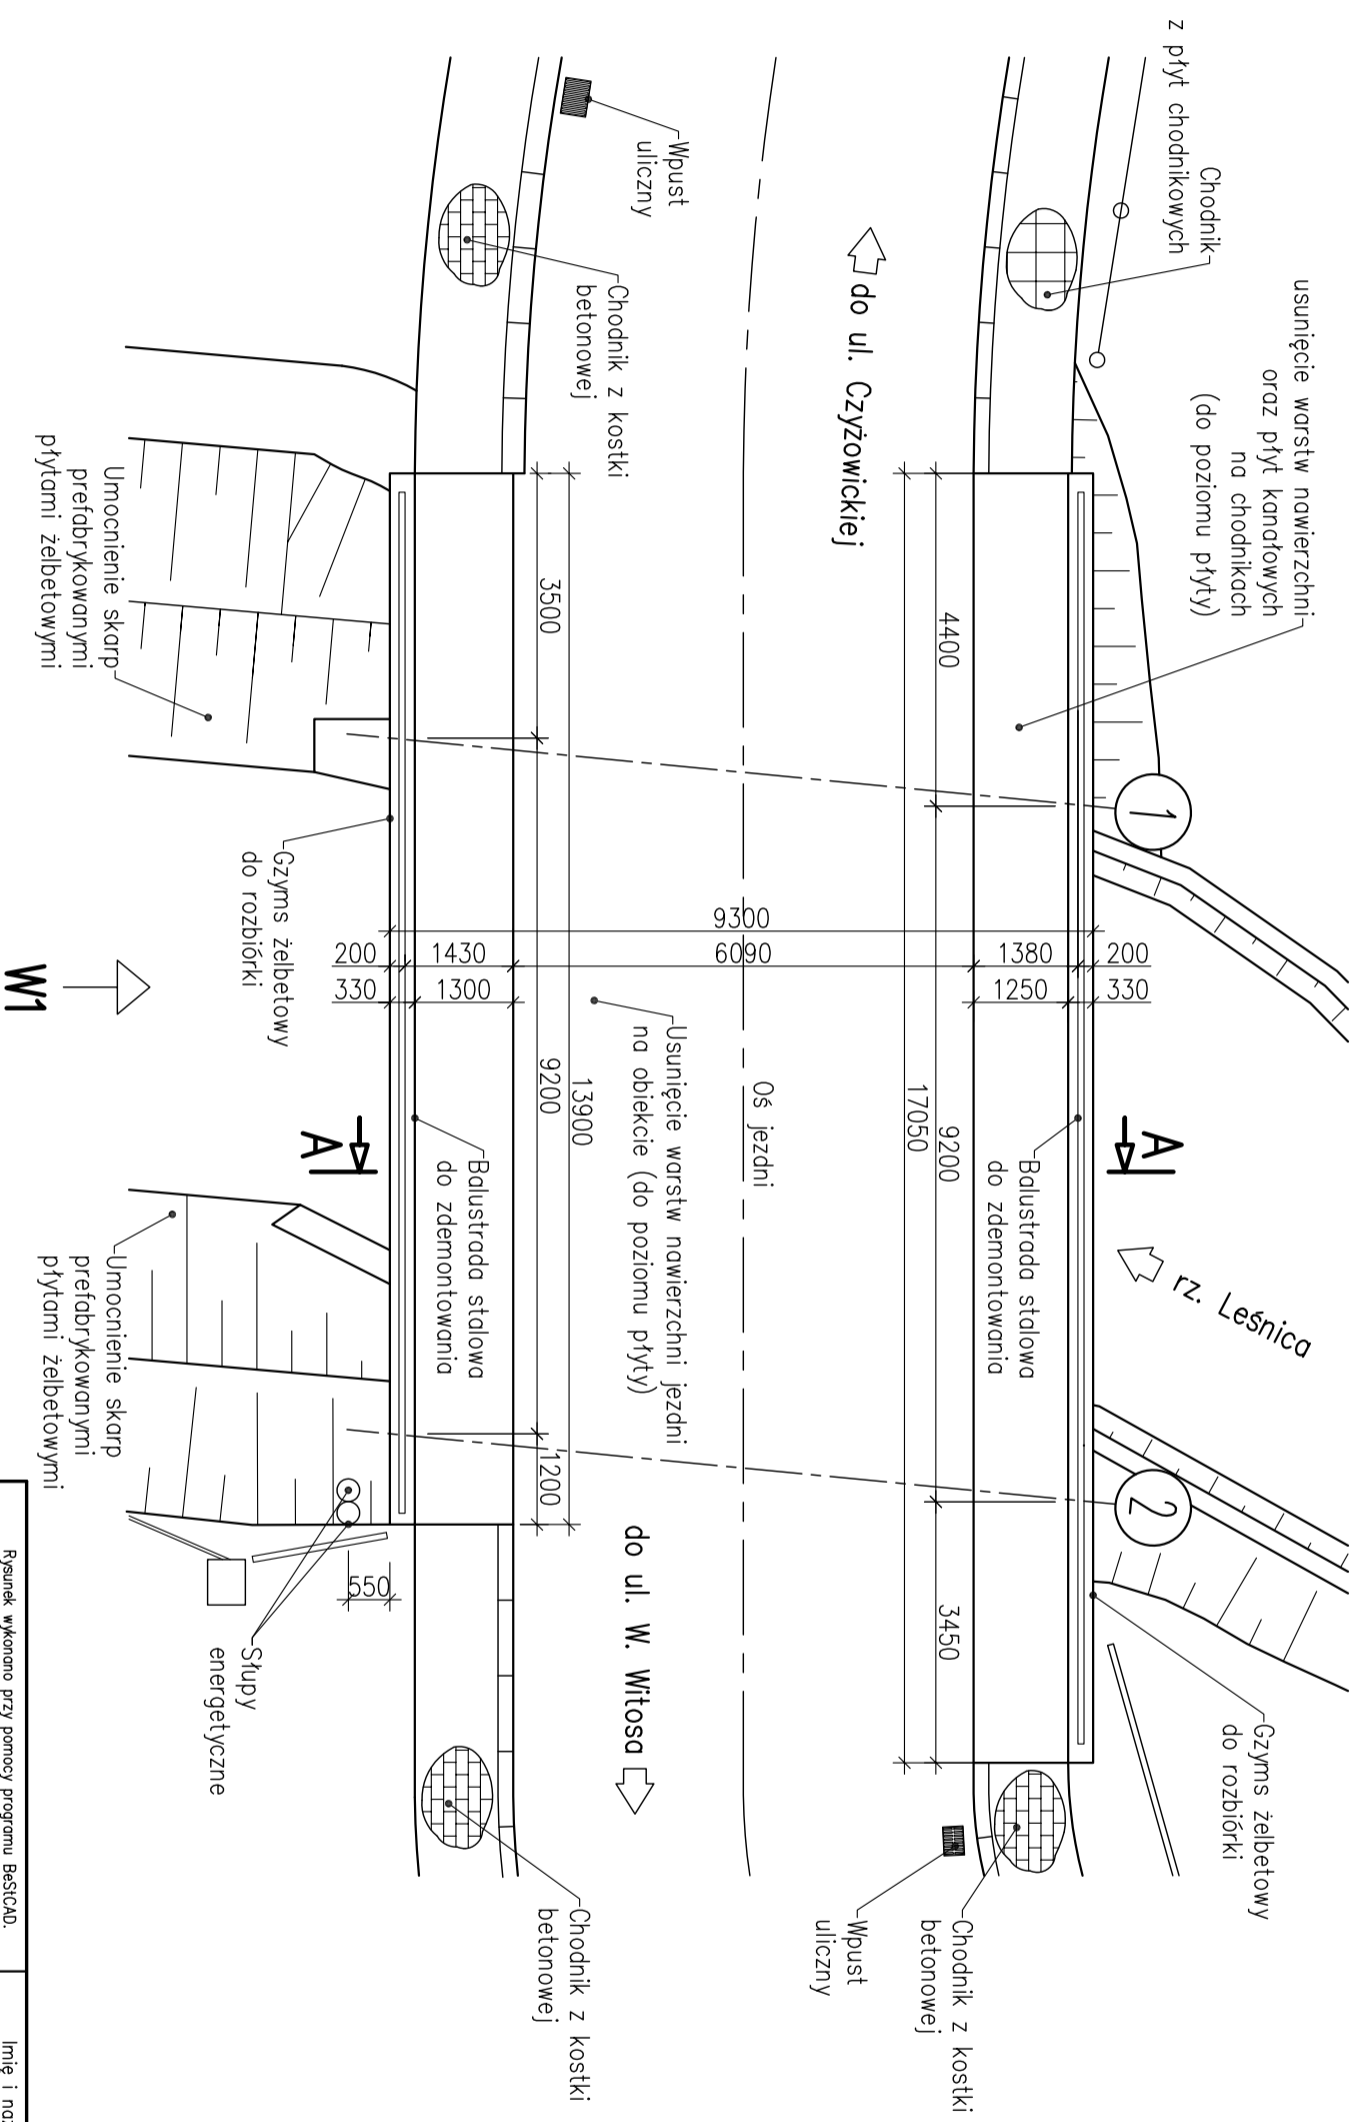 Chodnik
z płyt chodnikowych
usunięcie warstw nawierzchni
oraz płyt kanałowych
na chodnikach
(do poziomu płyty)
1
rz. Leśnica
2
Gzyms żelbetowy
do rozbiórki
A
200
330
Balustrada stalowa
do zdemontowania
1380
1250
4400
9200
3450
17050
Chodnik z kostki
betonowej
Wpust
uliczny
do ul. Czyżowickiej
Oś jezdni
9300
6090
Usunięcie warstw nawierzchni jezdni
na obiekcie (do poziomu płyty)
do ul. W. Witosa
Wpust
uliczny
Chodnik z kostki
betonowej
13900
3500
9200
1200
Chodnik z kostki
betonowej
1430
1300
Balustrada stalowa
do zdemontowania
200
330
550
A
Gzyms żelbetowy
do rozbiórki
Słupy
energetyczne
Umocnienie skarp
prefabrykowanymi
płytami żelbetowymi
Umocnienie skarp
prefabrykowanymi
płytami żelbetowymi
W1
Rysunek wykonano przy pomocy programu BeStCAD.
Imię i naz